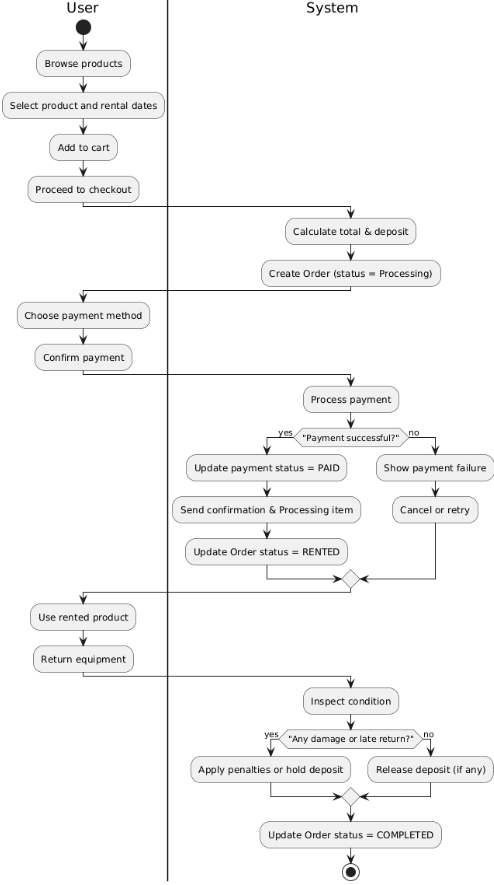 User
System
Browse products
Select product and rental dates
Add to cart
Proceed to checkout
Calculate total & deposit
Create Order (status = Processing)
Choose payment method
Confirm payment
Process payment
yes
"Payment successful?"
no
Update payment status = PAID
Show payment failure
Send confirmation & Processing item
Cancel or retry
Update Order status = RENTED
Use rented product
Return equipment
Inspect condition
yes
"Any damage or late return?"
no
Apply penalties or hold deposit
Release deposit (if any)
Update Order status = COMPLETED